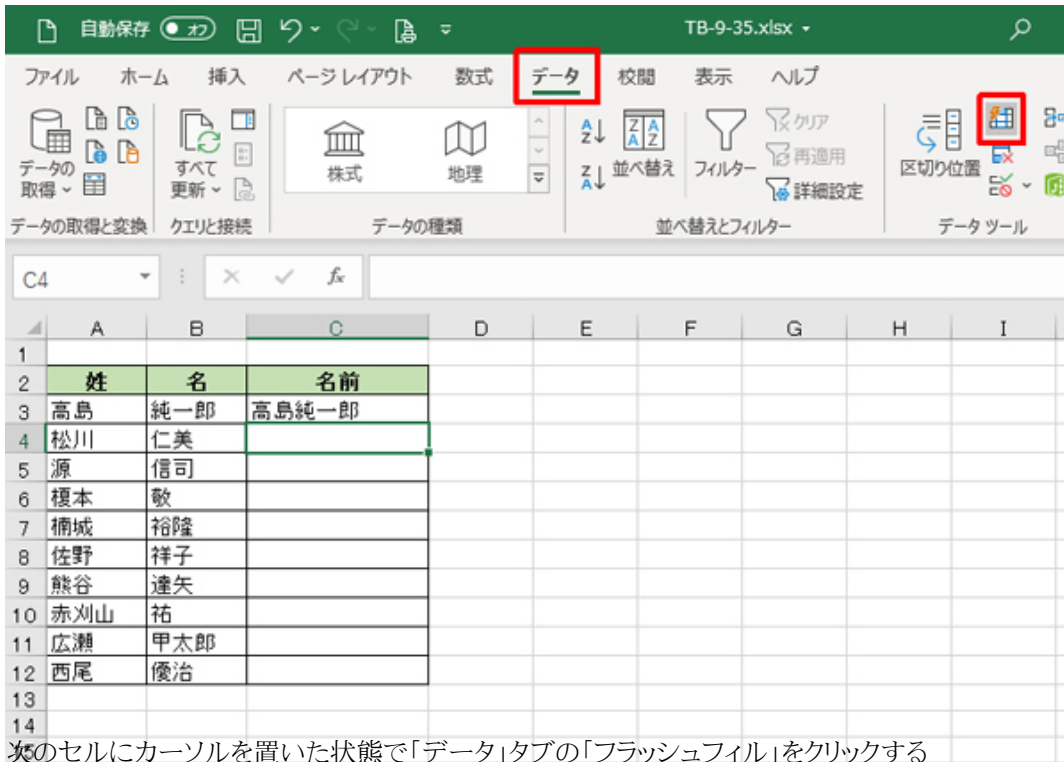 自動保存 オフ TB-9-35.xlsx
ファイル ホーム 挿入 ページ レイアウト 数式 データ 校閲 表示 ヘルプ
データの取得 すべて更新 株式 地理 並べ替え フィルター クリア 再適用 詳細設定 区切り位置
データの取得と変換 クエリと接続 データの種類 並べ替えとフィルター データ ツール
C4 fx
A B C D E F G H I
1
2 姓 名 名前
3 高島 純一郎 高島純一郎
4 松川 仁美
5 源 信司
6 榎本 敬
7 楠城 裕隆
8 佐野 祥子
9 熊谷 達矢
10 赤刈山 祐
11 広瀬 甲太郎
12 西尾 優治
13
14
次のセルにカーソルを置いた状態で「データ」タブの「フラッシュフィル」をクリックする